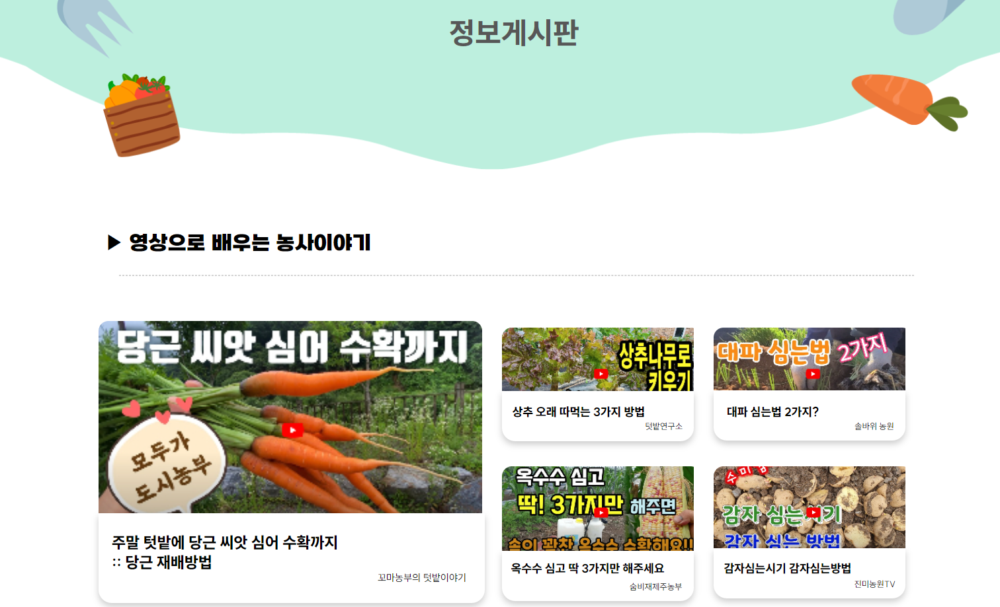 정보게시판
▶ 영상으로 배우는 농사이야기
당근 씨앗 심어 수확까지
모두가
도시농부
주말 텃밭에 당근 씨앗 심어 수확까지
:: 당근 재배방법
꼬마농부의 텃밭이야기
상추나무로
키우기
상추 오래 따먹는 3가지 방법
텃밭연구소
대파 심는법 2가지
대파 심는법 2가지?
솔바위 농원
옥수수 심고
딱! 3가지만 해주면
속이 꽉찬 옥수수 수확해요!!
옥수수 심고 딱 3가지만 해주세요
숨비재제주농부
수미
감자 심는시기
감자 심는 방법
감자심는시기 감자심는방법
진미농원TV